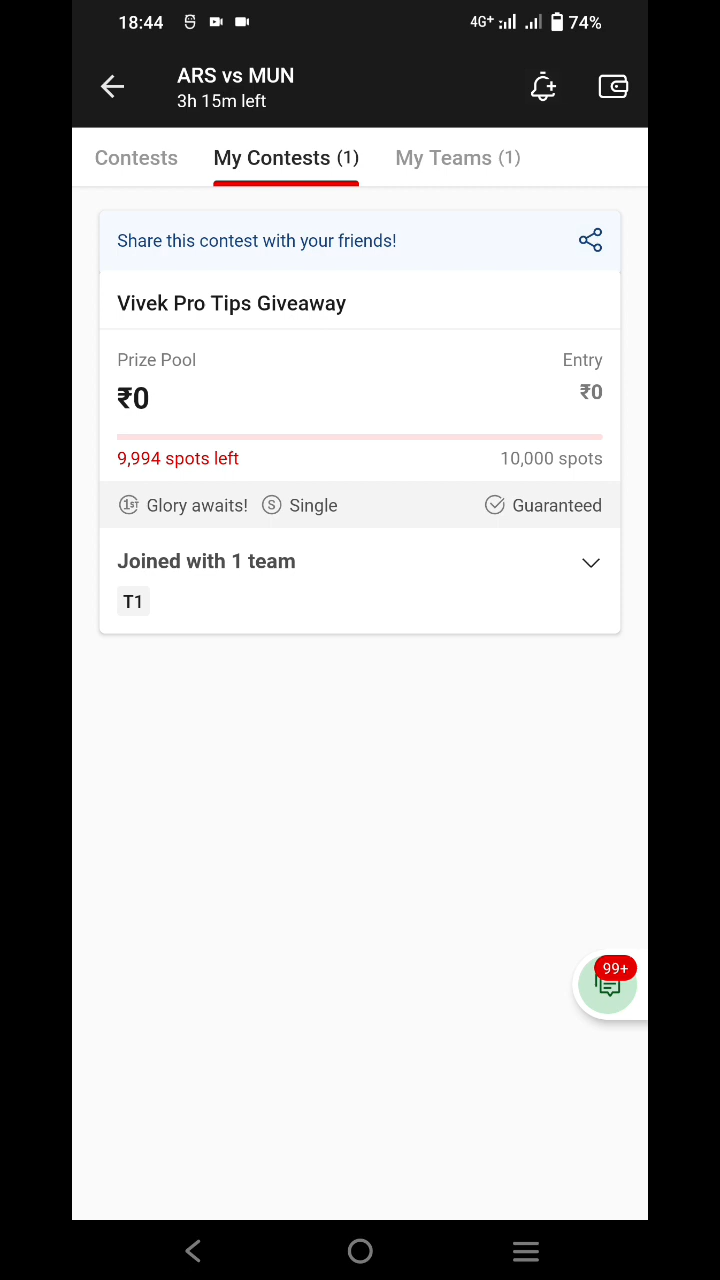 18:44 4G+ 74%
ARS vs MUN
3h 15m left
Contests My Contests (1) My Teams (1)
Share this contest with your friends!
Vivek Pro Tips Giveaway
Prize Pool Entry
₹0 ₹0
9,994 spots left 10,000 spots
1ST Glory awaits! S Single Guaranteed
Joined with 1 team
T1
99+